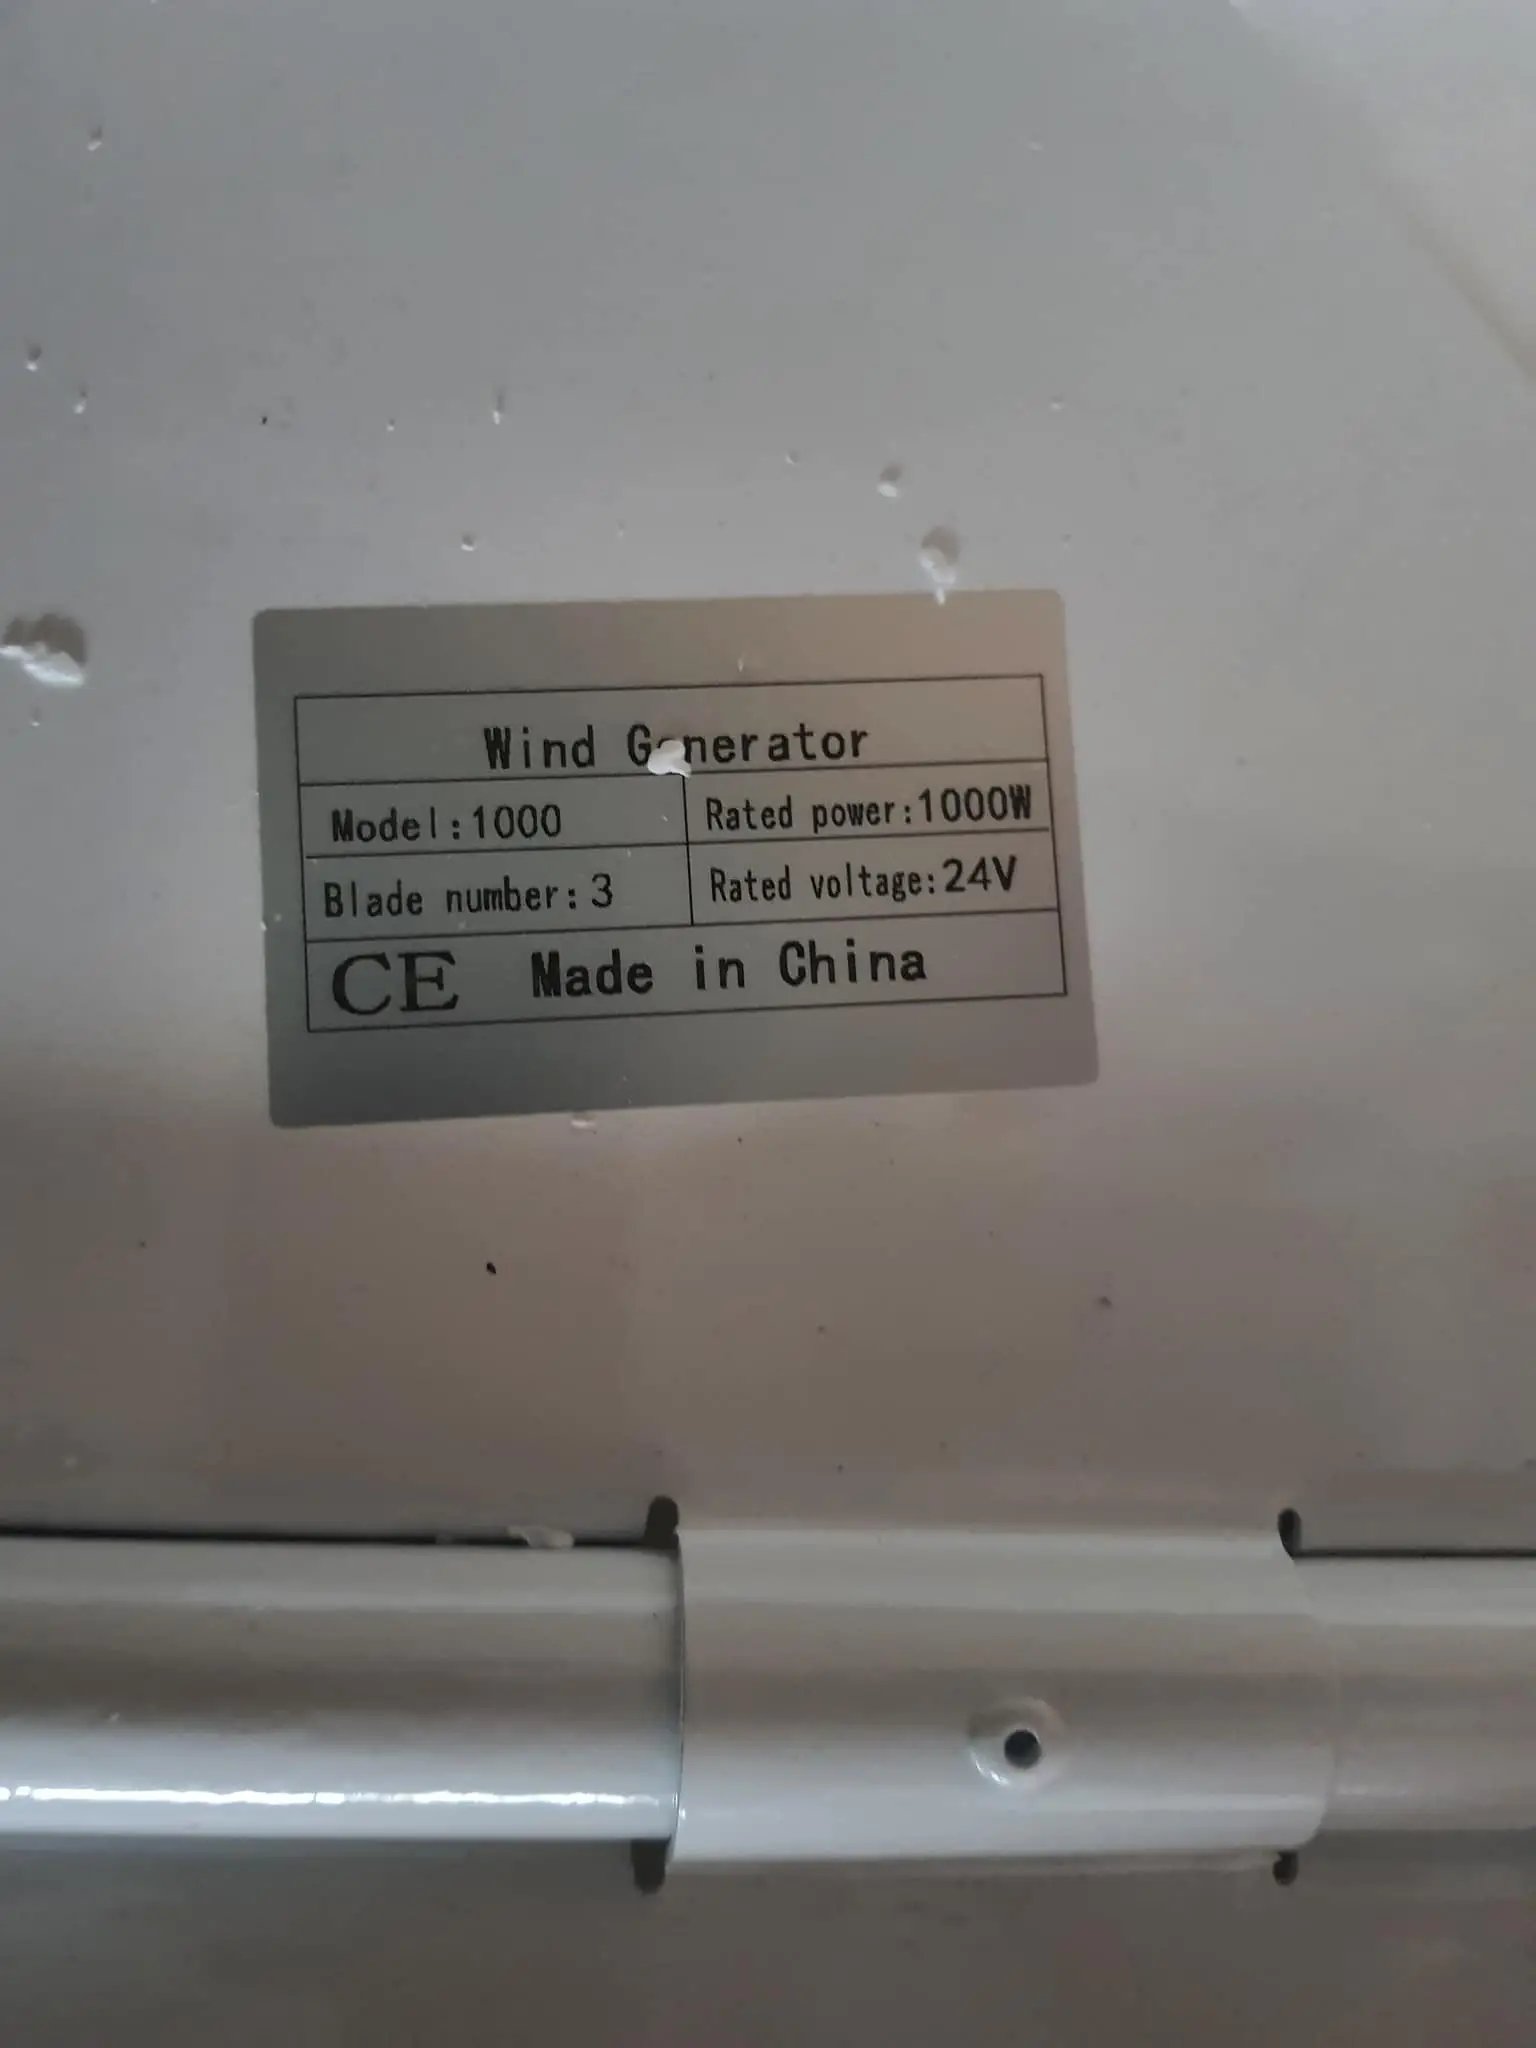 Wind Generator
Model:1000
Rated power:1000W
Blade number:3
Rated voltage:24V
CE Made in China